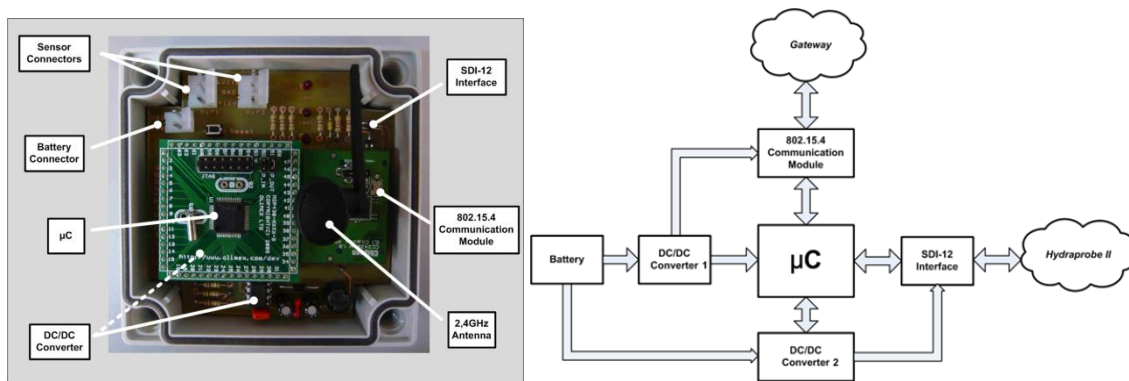 Sensor
Connectors
Battery
Connector
µC
DC/DC
Converter
SDI-12
Interface
802.15.4
Communication
Module
2,4GHz
Antenna
Reset
JTAG
OLIMEX LTD
http://www.olimex.com/dev
Gateway
802.15.4
Communication
Module
Battery
DC/DC
Converter 1
µC
SDI-12
Interface
Hydraprobe II
DC/DC
Converter 2